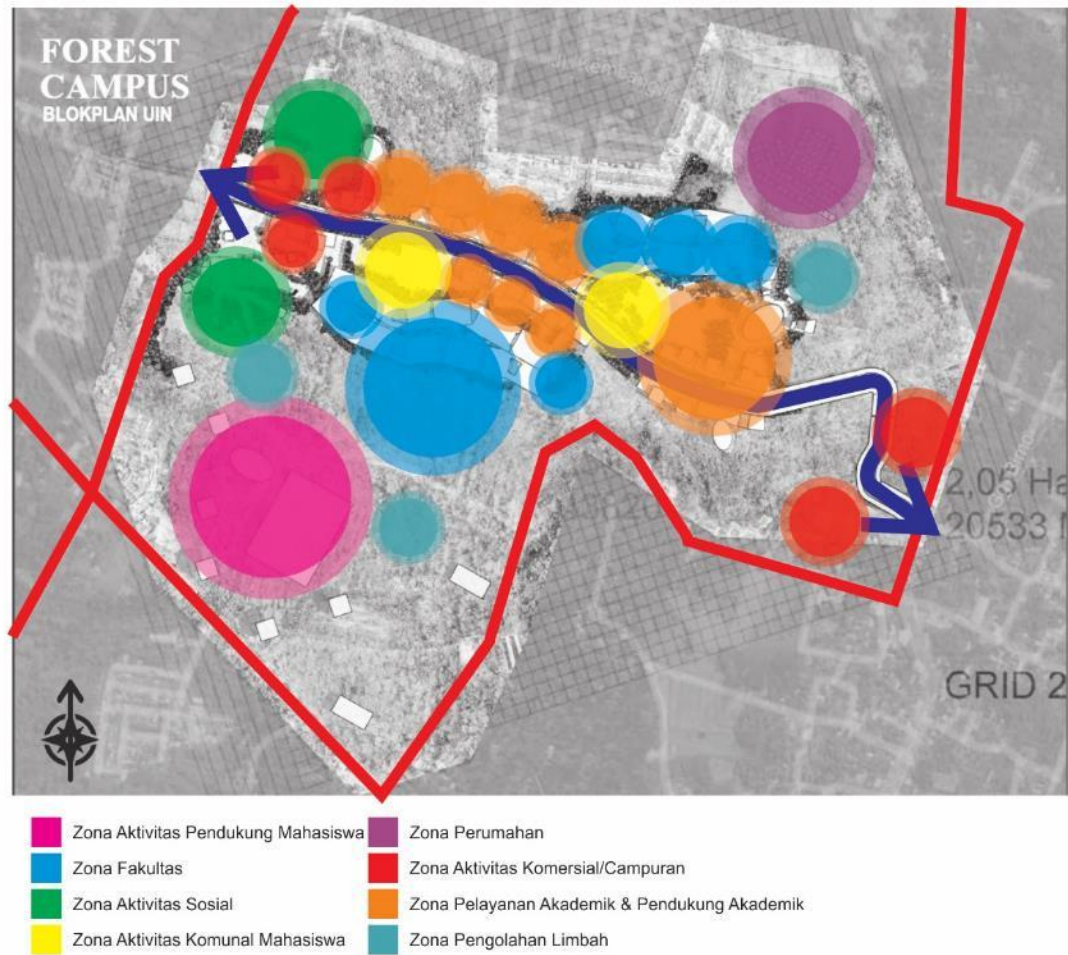 FOREST
CAMPUS
BLOKPLAN UIN
2,05 Ha
20533
GRID 2
Zona Aktivitas Pendukung Mahasiswa
Zona Fakultas
Zona Aktivitas Sosial
Zona Aktivitas Komunal Mahasiswa
Zona Perumahan
Zona Aktivitas Komersial/Campuran
Zona Pelayanan Akademik & Pendukung Akademik
Zona Pengolahan Limbah